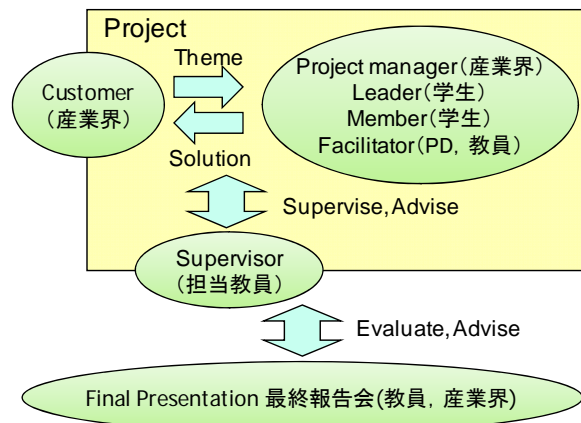 Project
Theme
Customer
（産業界）
Solution
Project manager（産業界）
Leader（学生）
Member（学生）
Facilitator（PD，教員）
Supervise, Advise
Supervisor
（担当教員）
Evaluate, Advise
Final Presentation 最終報告会(教員，産業界)